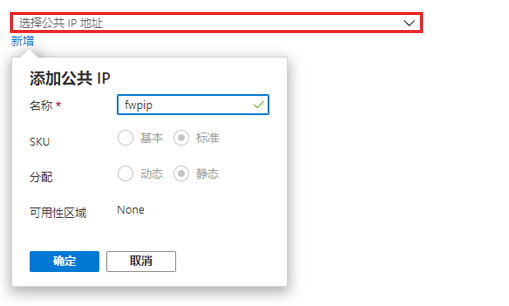 选择公共 IP 地址
新增
添加公共 IP
名称 * fwpip
SKU 基本 标准
分配 动态 静态
可用性区域 None
确定 取消